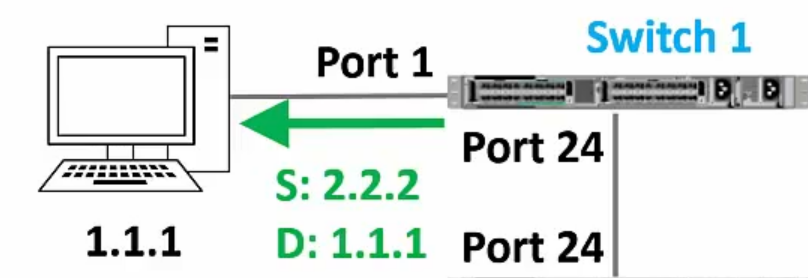 Switch 1
Port 1
Port 24
S: 2.2.2
1.1.1
D: 1.1.1
Port 24